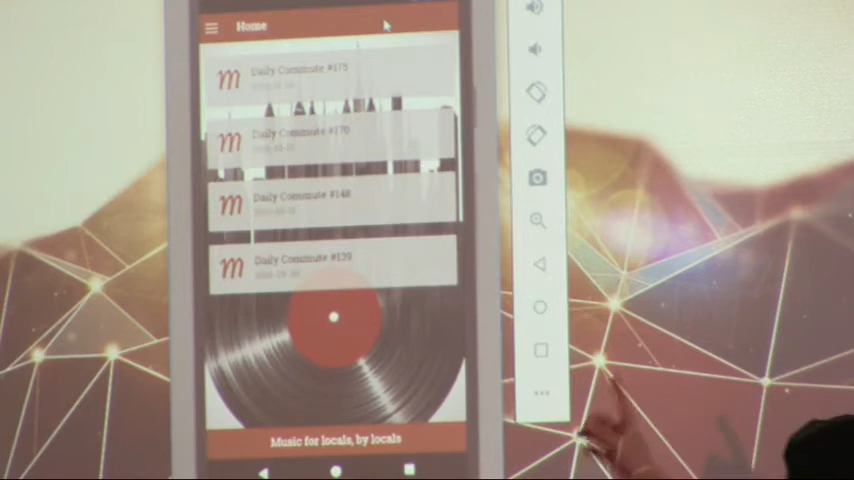 Home
m
Daily Commute #175
m
Daily Commute #170
m
Daily Commute #148
m
Daily Commute #139
Music for locals, by locals